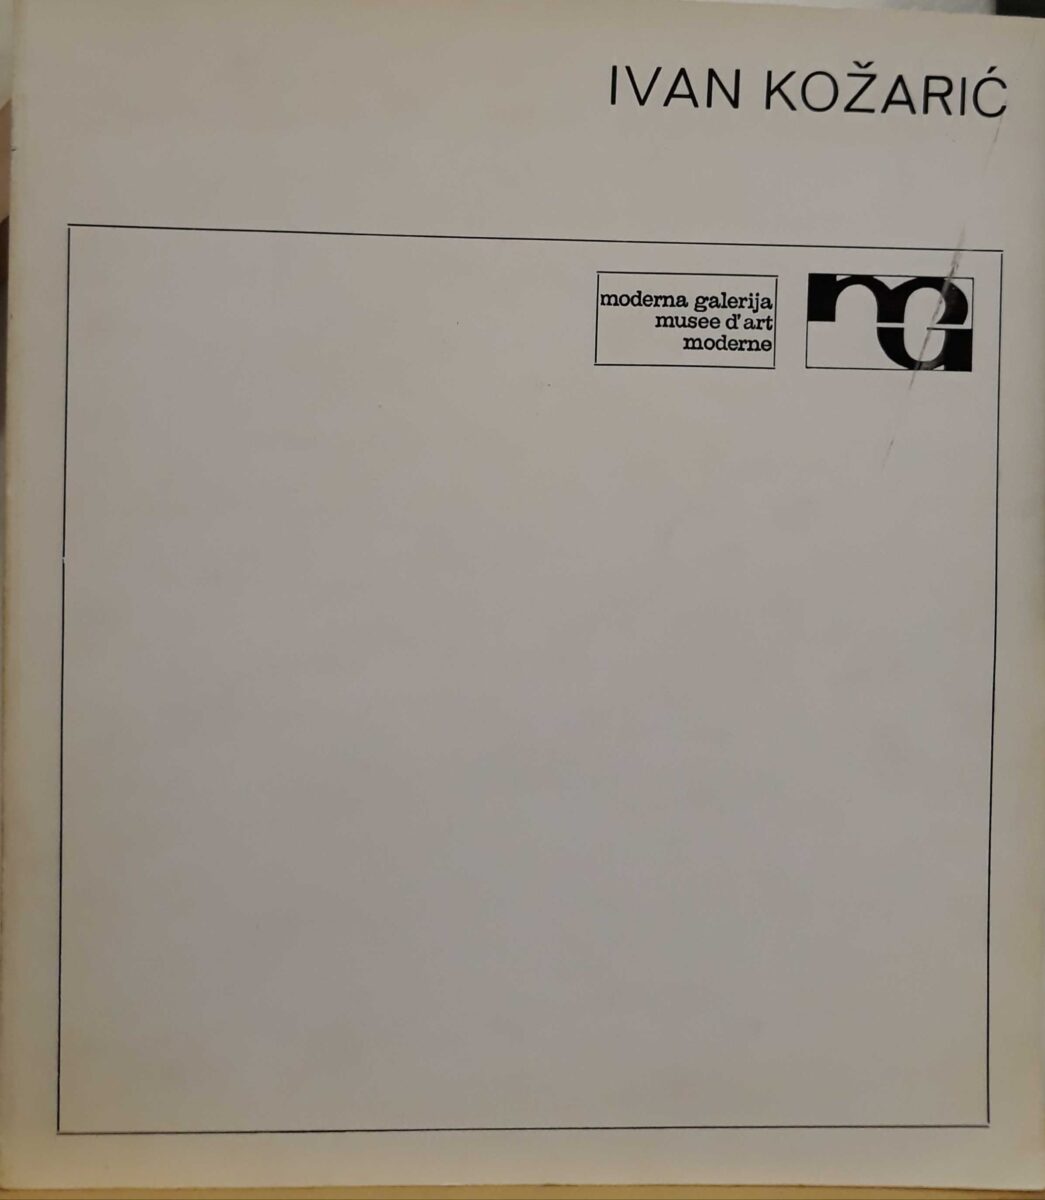 IVAN KOŽARIĆ
moderna galerija
musee d'art
moderne